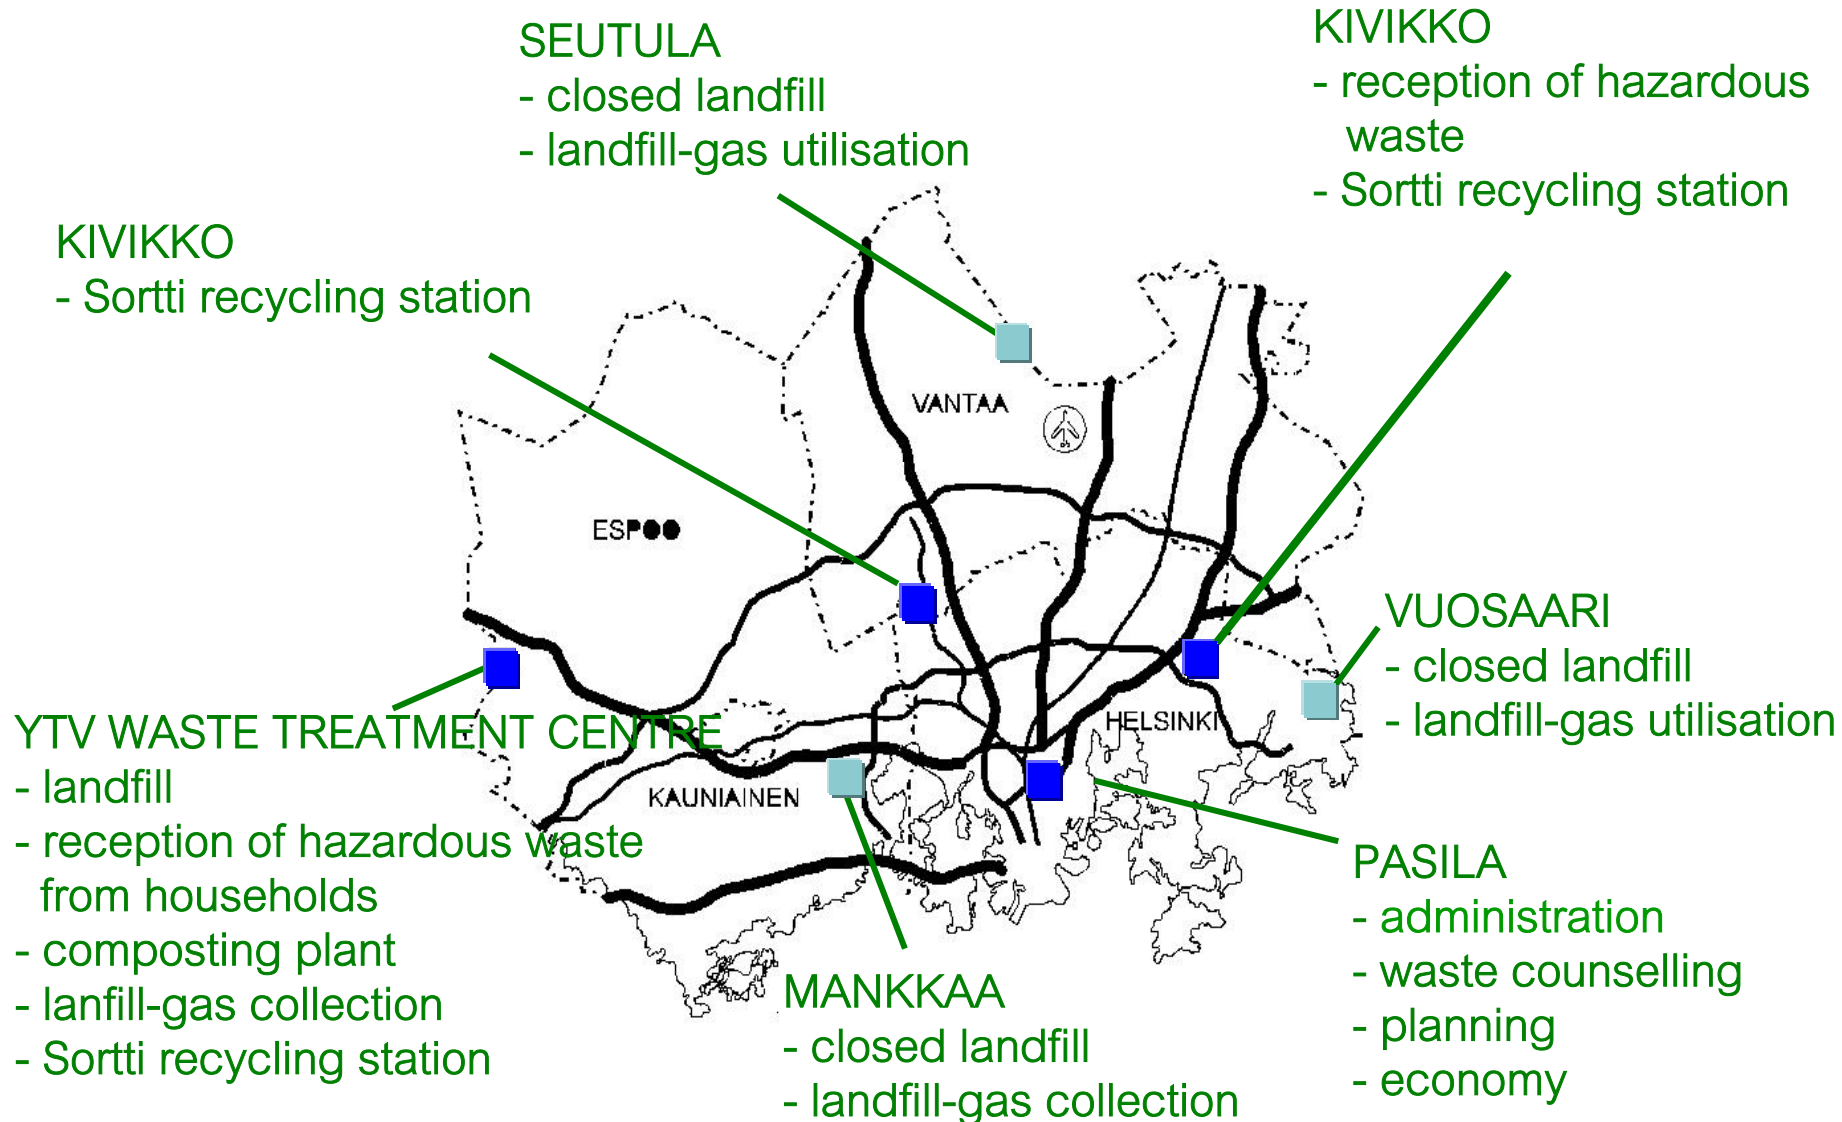 SEUTULA
- closed landfill
- landfill-gas utilisation
KIVIKKO
- reception of hazardous
waste
- Sortti recycling station
KIVIKKO
- Sortti recycling station
VANTAA
ESPOO
VUOSAARI
- closed landfill
- landfill-gas utilisation
HELSINKI
KAUNIAINEN
YTV WASTE TREATMENT CENTRE
- landfill
- reception of hazardous waste
from households
- composting plant
- lanfill-gas collection
- Sortti recycling station
MANKKAA
- closed landfill
- landfill-gas collection
PASILA
- administration
- waste counselling
- planning
- economy